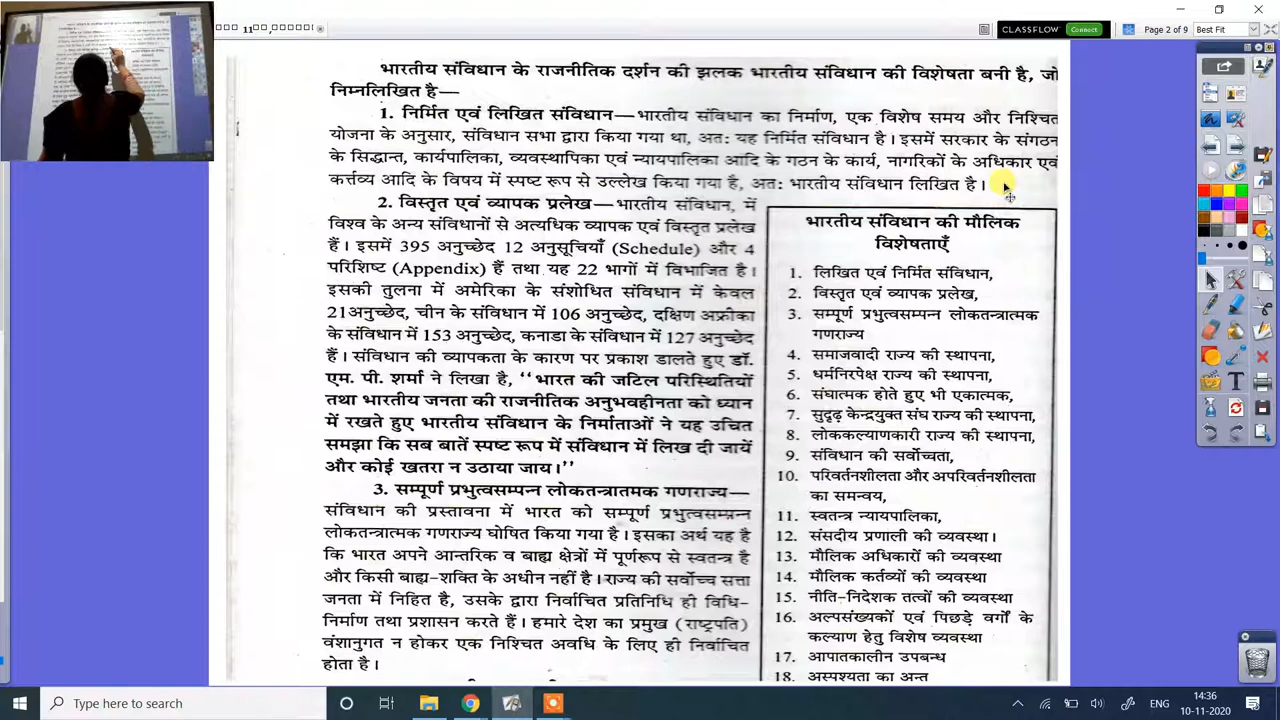 11
CLASSFLOW
Connect
Page 2 of 9
Best Fit
भारतीय संविधान के राजनीतिक दर्शन की झलक भारतीय संविधान की विशेषता बनी है, जो
निम्नलिखित है—
1. निर्मित एवं लिखित संविधान—भारतीय संविधान का निर्माण, एक विशेष समय और निश्चित
योजना के अनुसार, संविधान सभा द्वारा किया गया, अत: यह निर्मित संविधान है। इसमें सरकार के संगठन
के सिद्धान्त, कार्यपालिका, व्यवस्थापिका एवं न्यायपालिका आदि के गठन के कार्य, नागरिकों के अधिकार एवं
कर्त्तव्य आदि के विषय में स्पष्ट रूप से उल्लेख किया गया है, अत: भारतीय संविधान लिखित है।
2. विस्तृत एवं व्यापक प्रलेख—भारतीय संविधान, में
विश्व के अन्य संविधानों से अत्यधिक व्यापक एवं विस्तृत प्रलेख
हैं। इसमें 395 अनुच्छेद 12 अनुसूचियाँ (Schedule) और 4
परिशिष्ट (Appendix) हैं तथा यह 22 भागों में विभाजित है।
इसकी तुलना में अमेरिका के संशोधित संविधान में केवल
21अनुच्छेद, चीन के संविधान में 106 अनुच्छेद, दक्षिण अफ्रीका
के संविधान में 153 अनुच्छेद, कनाडा के संविधान में 127 अनुच्छेद
हैं। संविधान की व्यापकता के कारण पर प्रकाश डालते हुए डॉ.
एम. पी. शर्मा ने लिखा है, ‘‘भारत की जटिल परिस्थितियों
तथा भारतीय जनता की राजनीतिक अनुभवहीनता को ध्यान
में रखते हुए भारतीय संविधान के निर्माताओं ने यह उचित
समझा कि सब बातें स्पष्ट रूप में संविधान में लिख दी जायें
और कोई खतरा न उठाया जाय।’’
3. सम्पूर्ण प्रभुत्वसम्पन्न लोकतन्त्रातमक गणराज्य—
संविधान की प्रस्तावना में भारत को सम्पूर्ण प्रभुत्वसम्पन्न
लोकतन्त्रात्मक गणराज्य घोषित किया गया है। इसका अर्थ यह है
कि भारत अपने आन्तरिक व बाह्य क्षेत्रों में पूर्णरूप से स्वतन्त्र है
और किसी बाह्य-शक्ति के अधीन नहीं है। राज्य की सर्वोच्च सत्ता
जनता में निहित है, उसके द्वारा निर्वाचित प्रतिनिधि ही विधि-
निर्माण तथा प्रशासन करते हैं। हमारे देश का प्रमुख (राष्ट्रपति)
वंशानुगत न होकर एक निश्चित अवधि के लिए ही निर्वाचित
होता है।
भारतीय संविधान की मौलिक
विशेषताएँ
1. लिखित एवं निर्मित संविधान,
2. विस्तृत एवं व्यापक प्रलेख,
3. सम्पूर्ण प्रभुत्वसम्पन्न लोकतन्त्रात्मक
गणराज्य
4. समाजवादी राज्य की स्थापना,
5. धर्मनिरपेक्ष राज्य की स्थापना,
6. संघात्मक होते हुए भी एकात्मक,
7. सुदृढ़ केन्द्रयुक्त संघ राज्य की स्थापना,
8. लोककल्याणकारी राज्य की स्थापना,
9. संविधान की सर्वोच्चता,
10. परिवर्तनशीलता और अपरिवर्तनशीलता
का समन्वय,
11. स्वतन्त्र न्यायपालिका,
12. संसदीय प्रणाली की व्यवस्था।
13. मौलिक अधिकारों की व्यवस्था
14. मौलिक कर्तव्यों की व्यवस्था
15. नीति-निदेशक तत्वों की व्यवस्था
16. अल्पसंख्यकों एवं पिछड़े वर्गों के
कल्याण हेतु विशेष व्यवस्था
17. आपातकालीन उपबन्ध
18. अस्पृश्यता का अन्त
Type here to search
ENG
14:36
10-11-2020